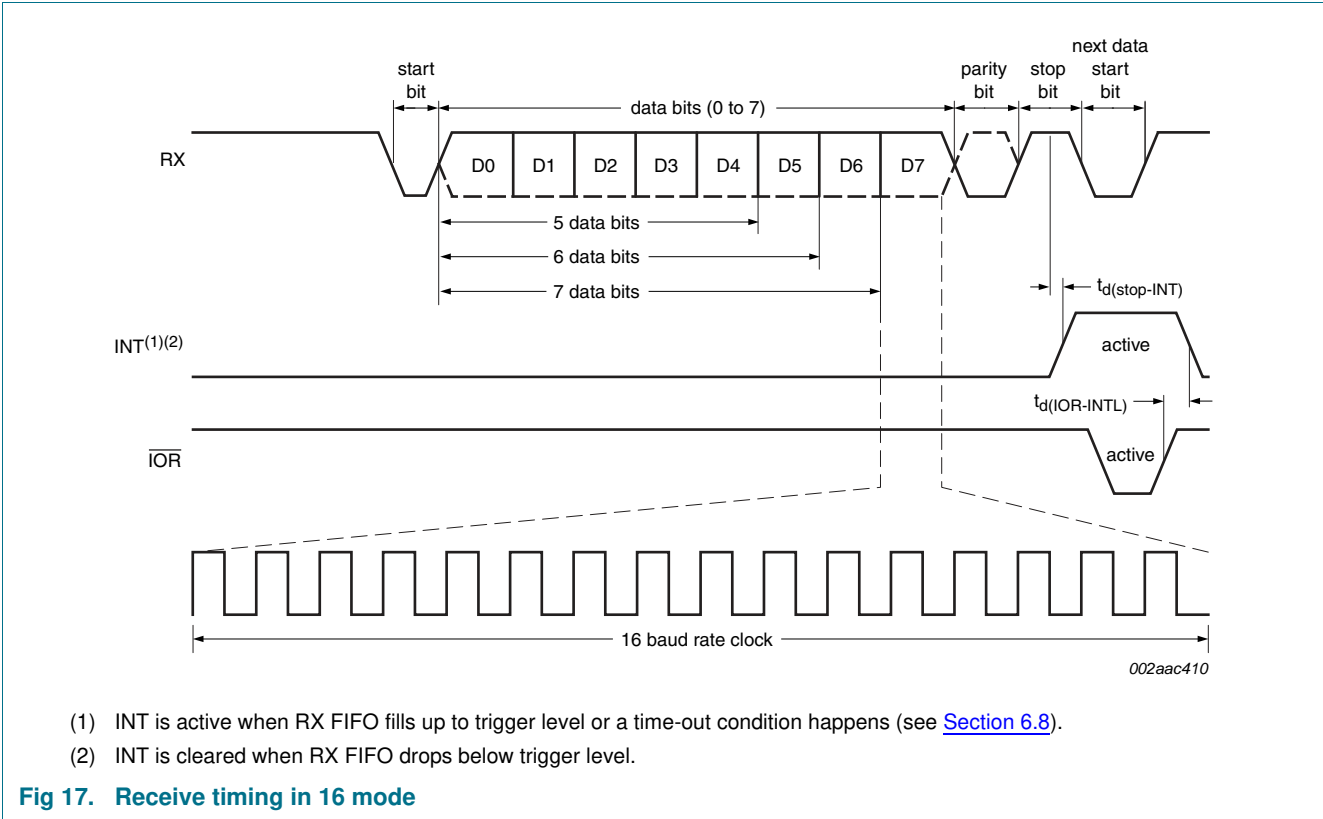 next data
start bit
parity bit
stop bit
start bit
data bits (0 to 7)
RX
D0 D1 D2 D3 D4 D5 D6 D7
5 data bits
6 data bits
7 data bits
td(stop-INT)
INT(1)(2)
active
td(IOR-INTL)
IOR
active
16 baud rate clock
002aac410
(1) INT is active when RX FIFO fills up to trigger level or a time-out condition happens (see Section 6.8).
(2) INT is cleared when RX FIFO drops below trigger level.
Fig 17. Receive timing in 16 mode